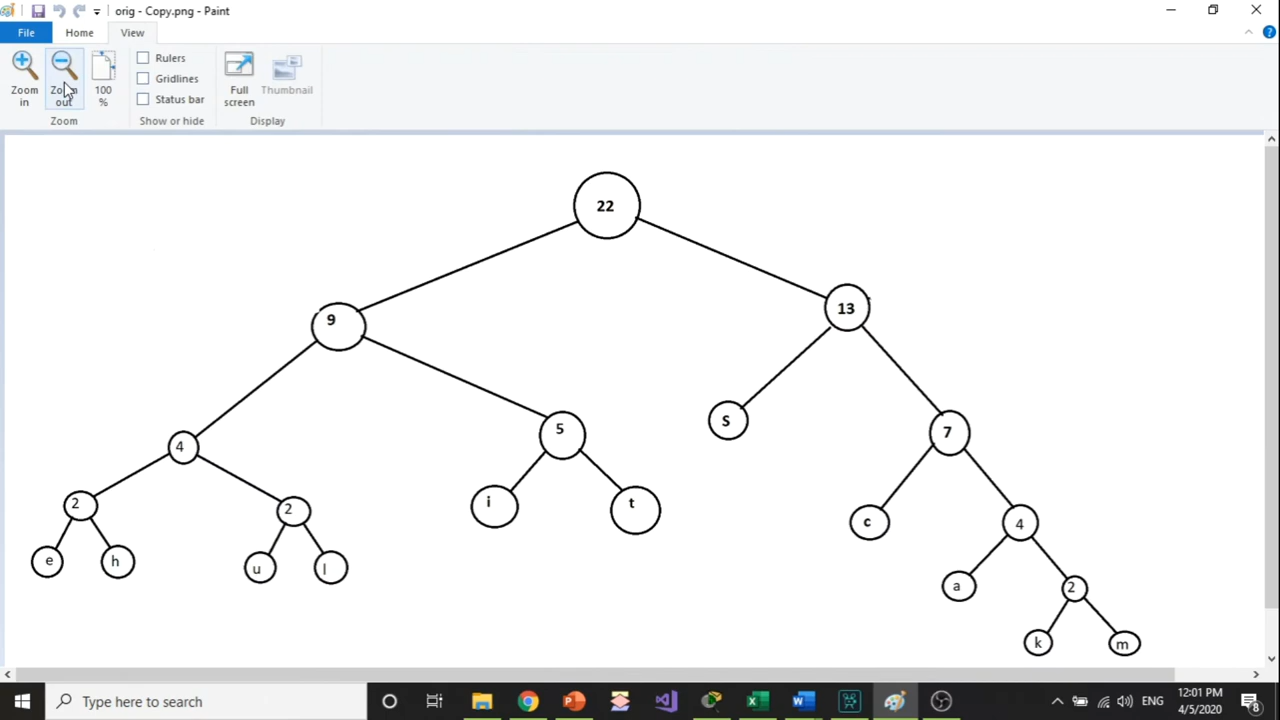 orig - Copy.png - Paint
File Home View
Zoom in
Zoom out
100 %
Rulers
Gridlines
Status bar
Full screen
Thumbnail
Zoom
Show or hide
Display
22
9
13
4
5
S
7
2
2
i
t
c
4
e
h
u
l
a
2
k
m
Type here to search
ENG
12:01 PM
4/5/2020
8